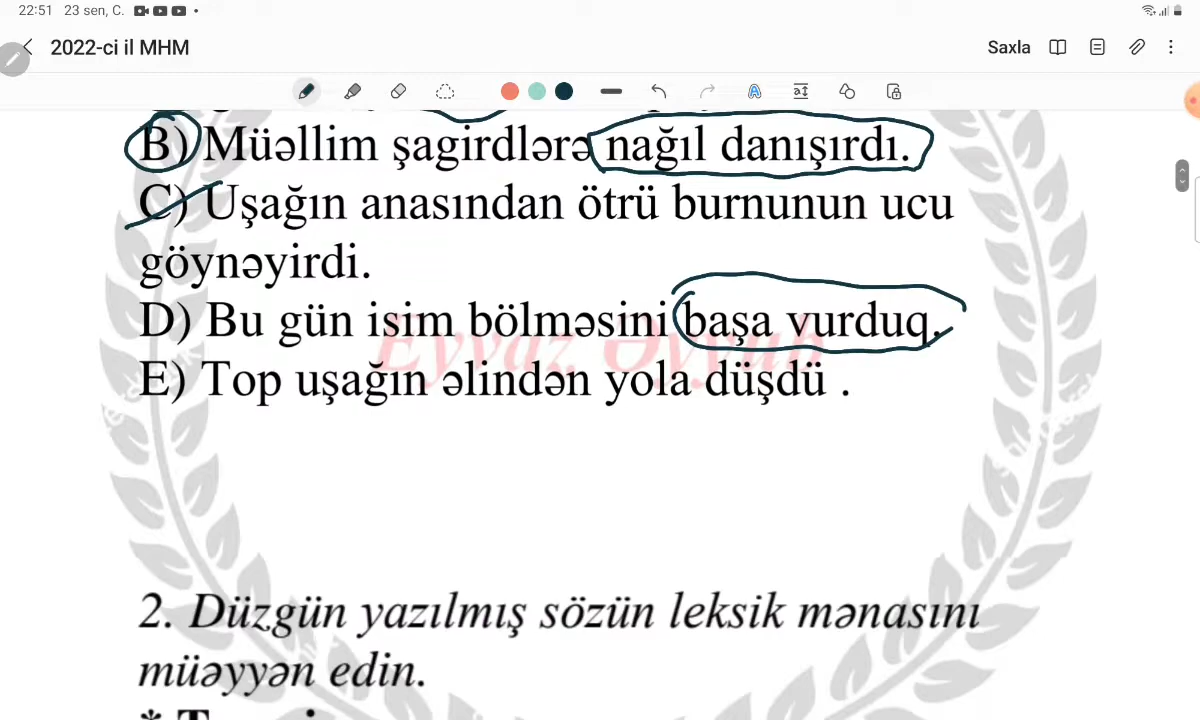 22:51 23 sen, C.
2022-ci il MHM
Saxla
B) Müəllim şagirdlərə nağıl danışırdı.
C) Uşağın anasından ötrü burnunun ucu
göynəyirdi.
D) Bu gün isim bölməsini başa vurduq.
Eyvaz Əyyub
E) Top uşağın əlindən yola düşdü .
2. Düzgün yazılmış sözün leksik mənasını
müəyyən edin.